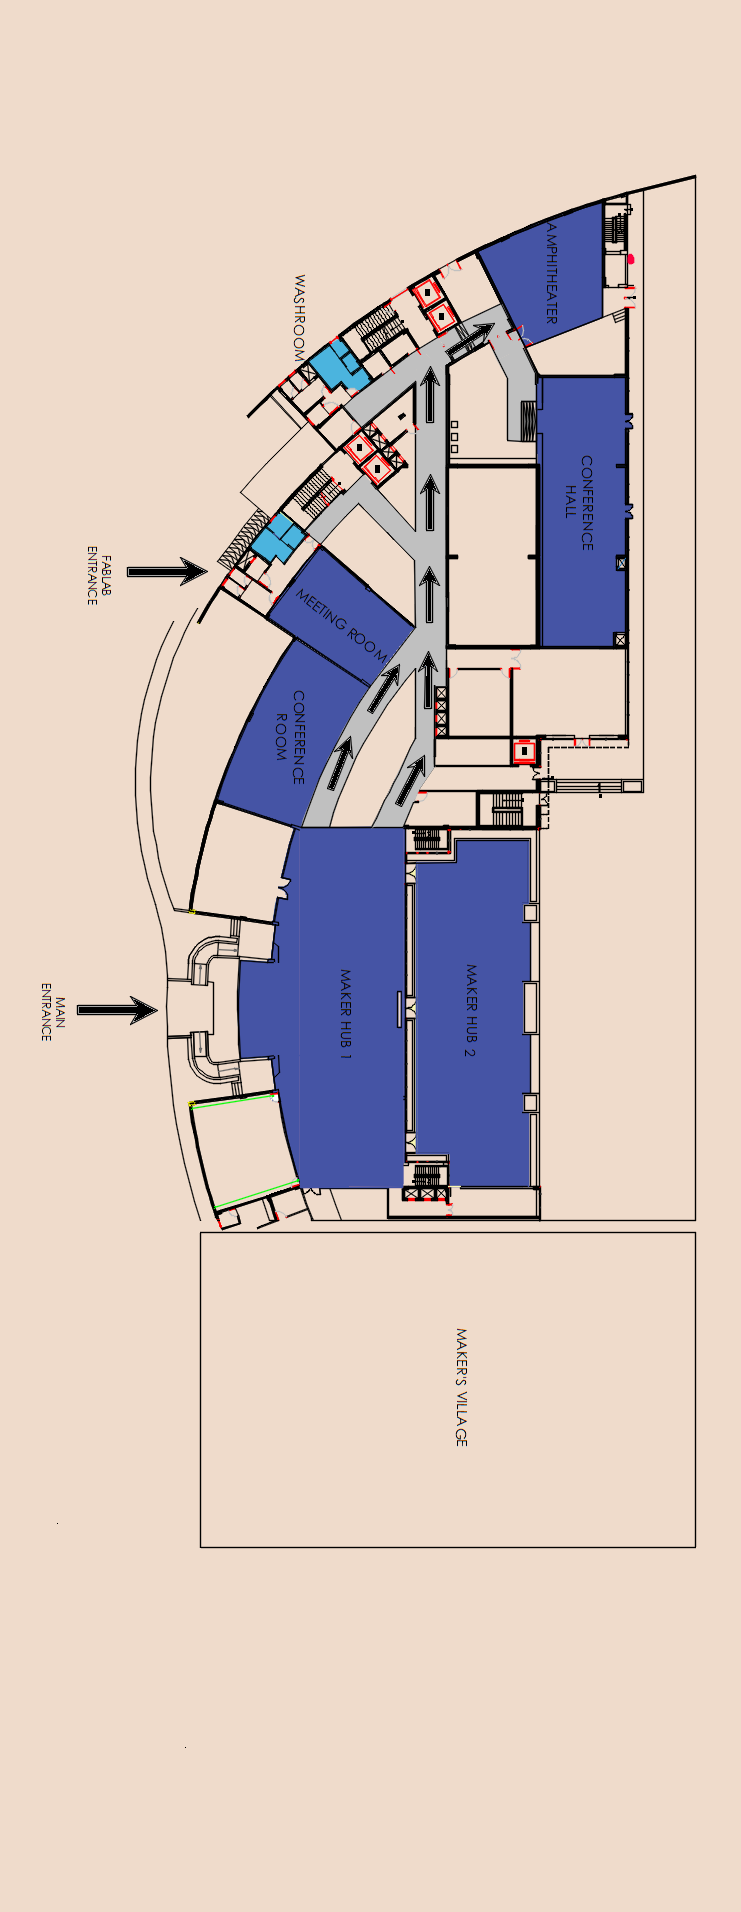 AMPHITHEATER
WASHROOM
CONFERENCE
HALL
FABLAB
ENTRANCE
MEETING ROOM
CONFERENCE
ROOM
MAIN
ENTRANCE
MAKER HUB 1
MAKER HUB 2
MAKER'S VILLAGE